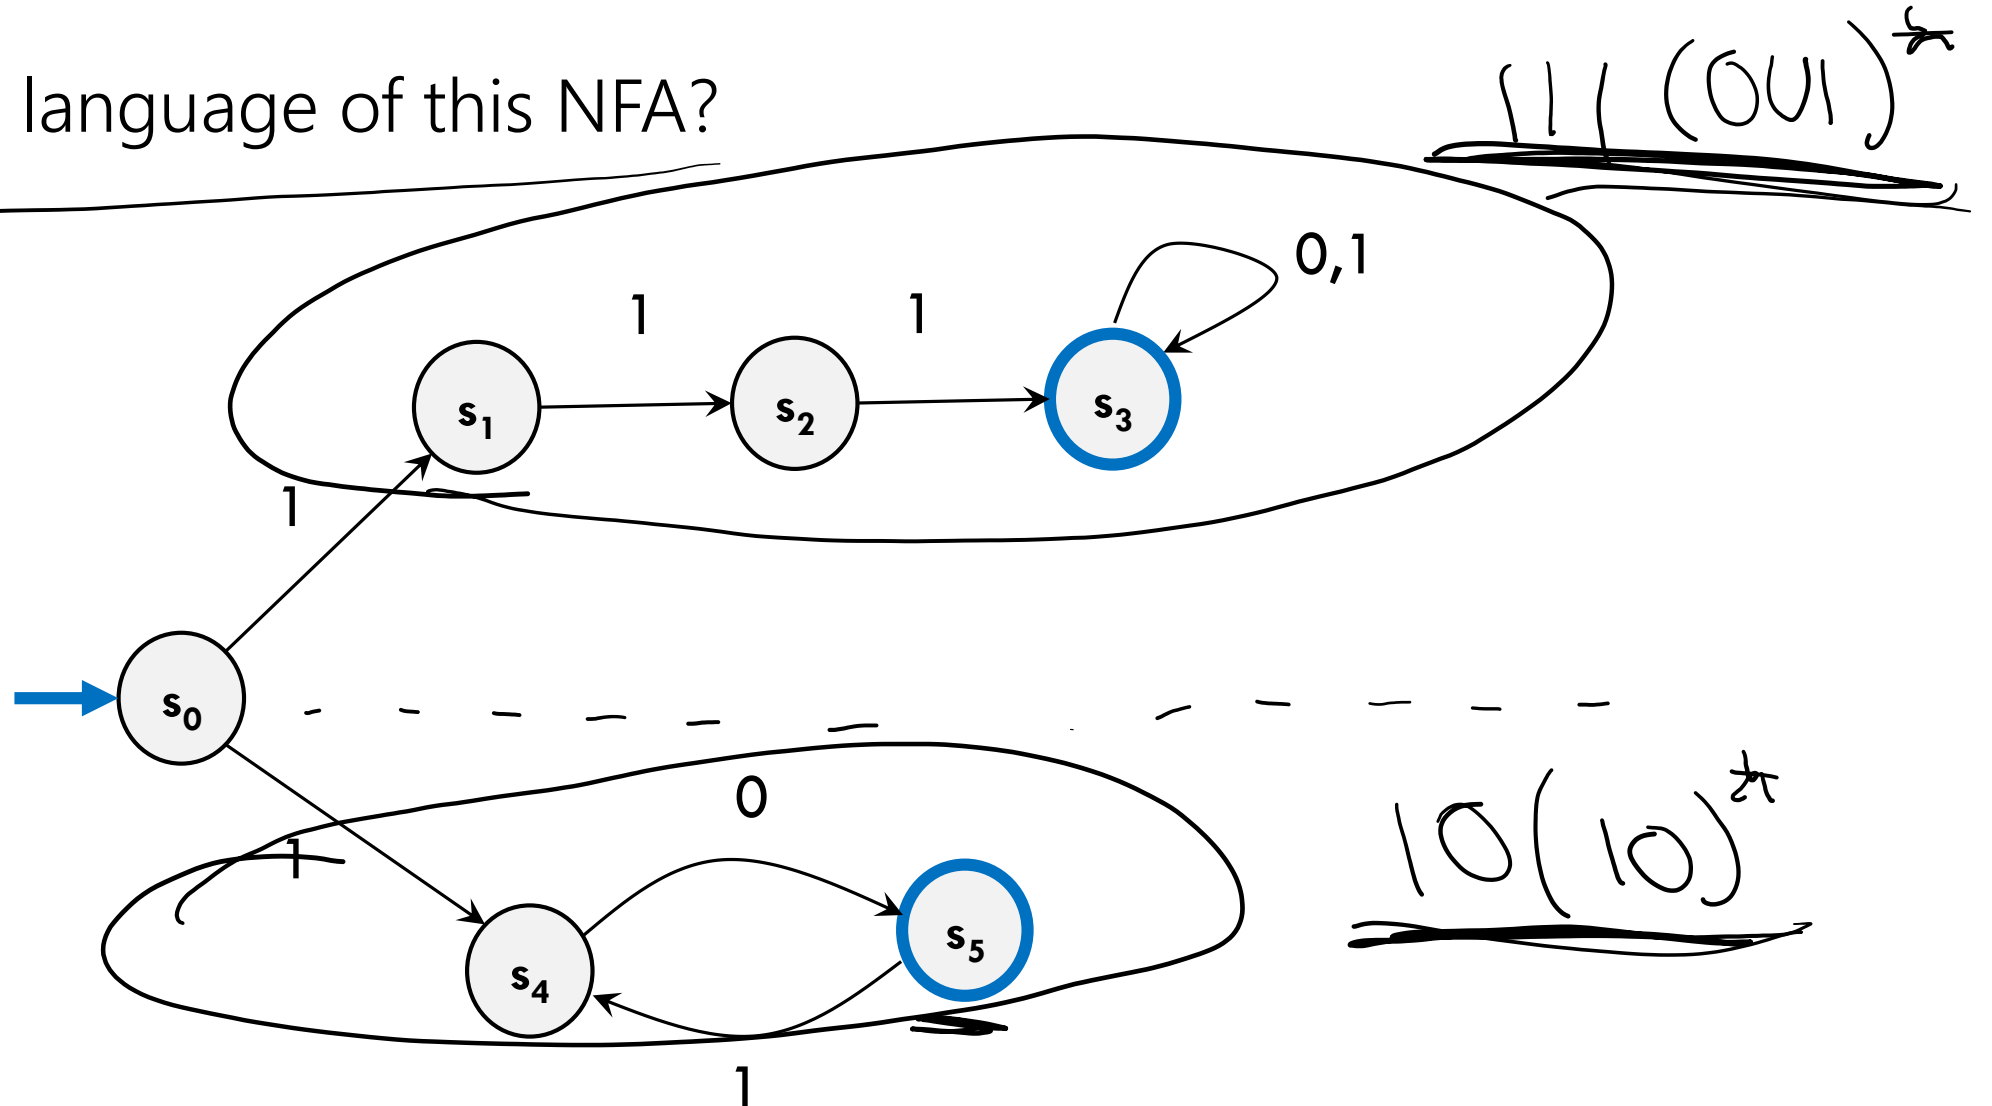 language of this NFA?
111(0∪1)*
0,1
1
1
s1
s2
s3
1
s0
0
10(10)*
1
s5
s4
1